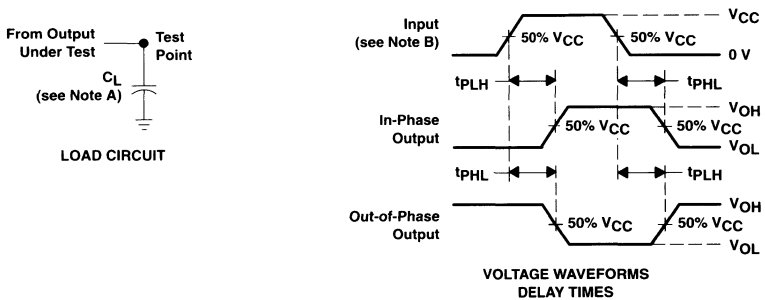 From Output
Under Test
Test
Point
CL
(see Note A)
LOAD CIRCUIT
Input
(see Note B)
50% VCC
50% VCC
VCC
0 V
tPLH
tPHL
In-Phase
Output
50% VCC
50% VCC
VOH
VOL
tPHL
tPLH
Out-of-Phase
Output
50% VCC
50% VCC
VOH
VOL
VOLTAGE WAVEFORMS
DELAY TIMES